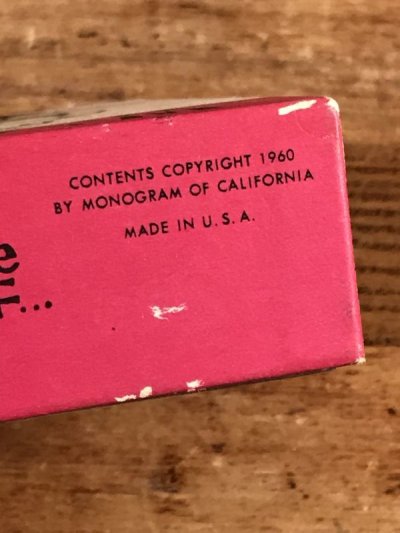 CONTENTS COPYRIGHT 1960
BY MONOGRAM OF CALIFORNIA
MADE IN U.S.A.